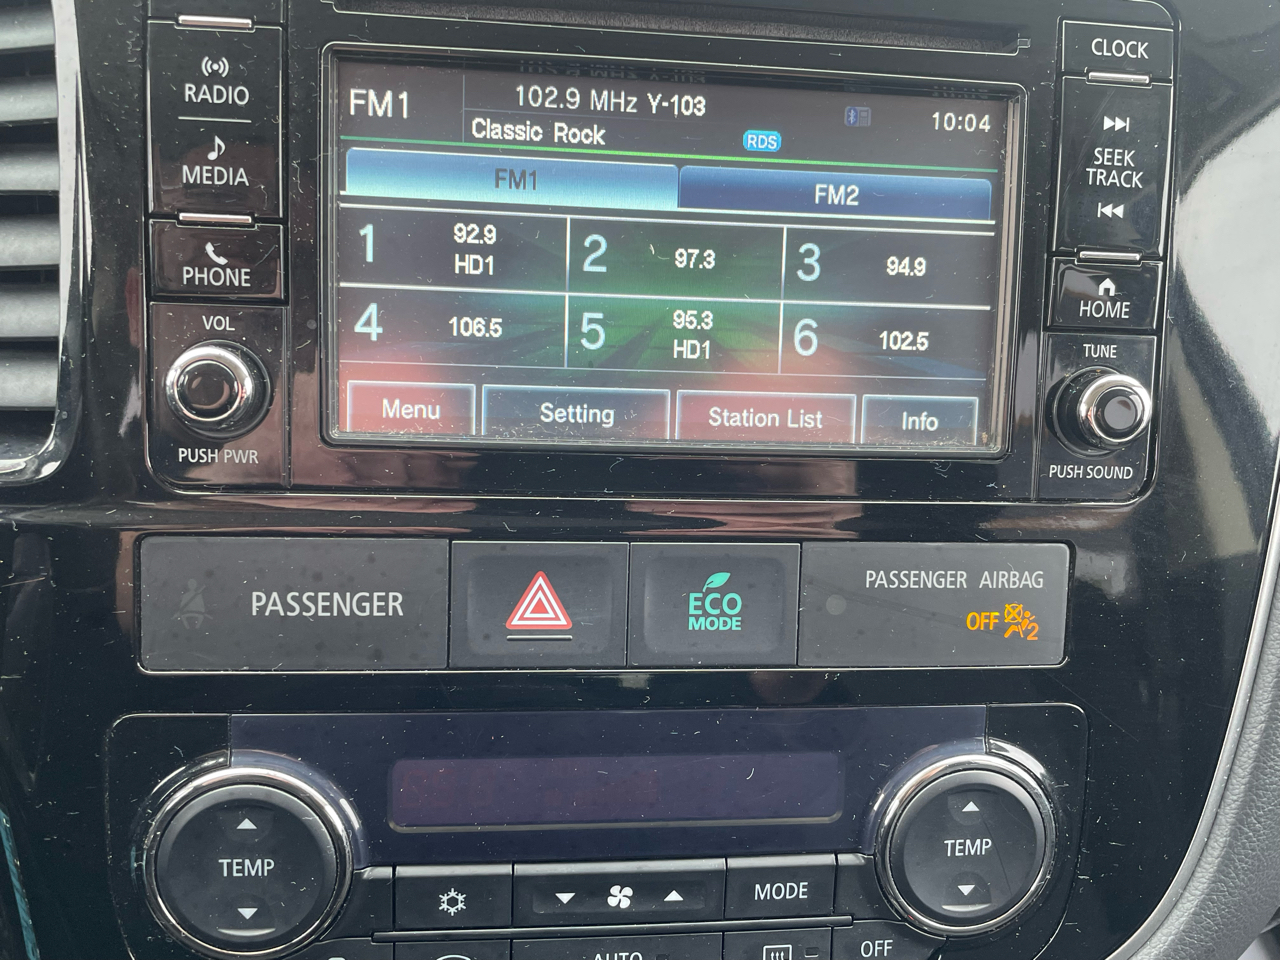 RADIO
MEDIA
PHONE
VOL
PUSH PWR
FM1
102.9 MHz Y-103
Classic Rock
RDS
10:04
FM1
FM2
1
92.9
HD1
2
97.3
3
94.9
4
106.5
5
95.3
HD1
6
102.5
Menu
Setting
Station List
Info
CLOCK
SEEK
TRACK
HOME
TUNE
PUSH SOUND
PASSENGER
ECO
MODE
PASSENGER AIRBAG
OFF 2
TEMP
MODE
TEMP
AUTO
OFF